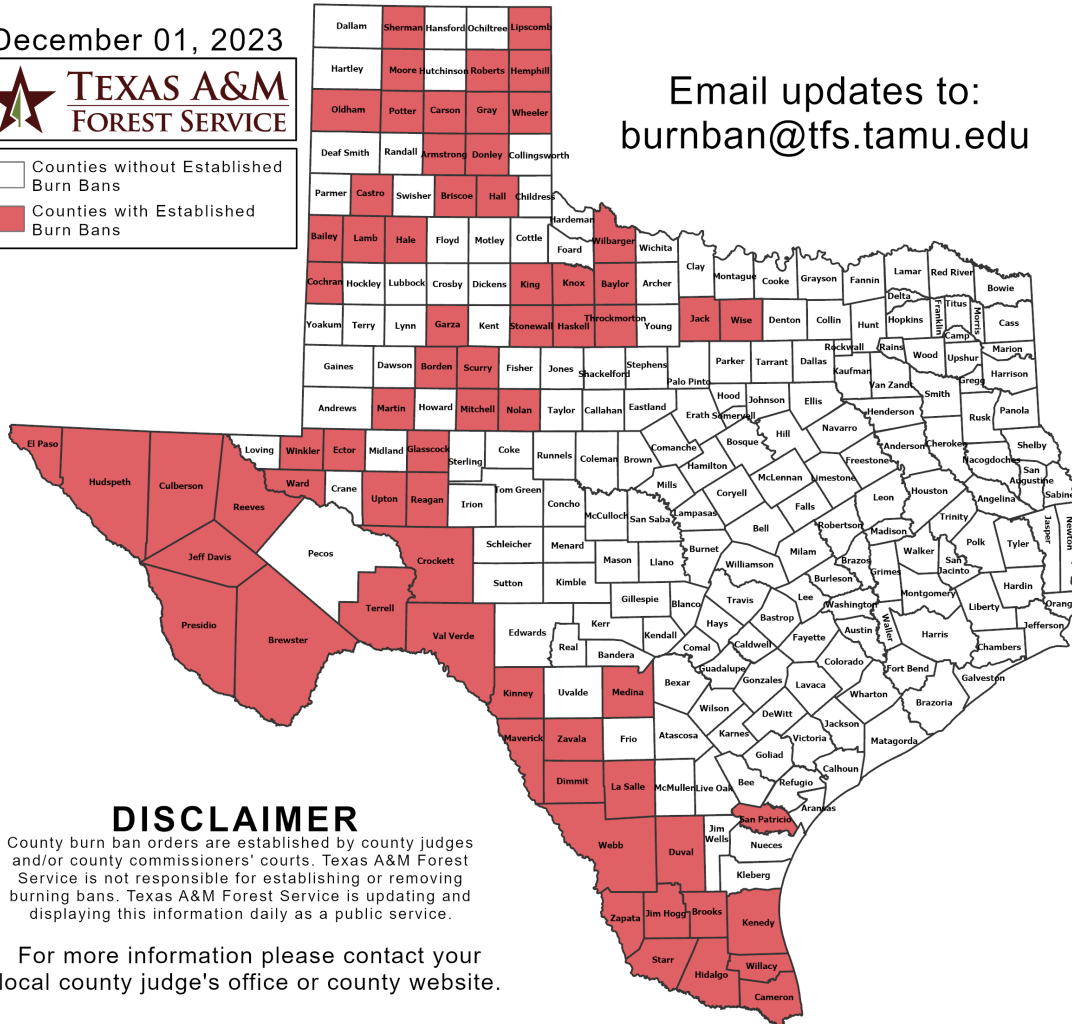 December 01, 2023
TEXAS A&M
FOREST SERVICE
Counties without Established
Burn Bans
Counties with Established
Burn Bans
Email updates to:
burnban@tfs.tamu.edu
Dallam Sherman Hansford Ochiltree Lipscomb
Hartley Moore Hutchinson Roberts Hemphill
Oldham Potter Carson Gray Wheeler
Deaf Smith Randall Armstrong Donley Collingsworth
Parmer Castro Swisher Briscoe Hall Childress
Hardeman
Bailey Lamb Hale Floyd Motley Cottle Foard Wilbarger Wichita
Clay Montague Cooke Grayson Fannin Lamar Red River Bowie
Cochran Hockley Lubbock Crosby Dickens King Knox Baylor Archer
Delta Franklin Titus Morris Cass
Yoakum Terry Lynn Garza Kent Stonewall Haskell Throckmorton Young Jack Wise Denton Collin Hunt Hopkins
Camp
Rockwall Rains Wood Upshur Marion
Gaines Dawson Borden Scurry Fisher Jones Shackelford Stephens Palo Pinto Parker Tarrant Dallas Kaufman Van Zandt Gregg Harrison
Smith
Andrews Martin Howard Mitchell Nolan Taylor Callahan Eastland Erath Hood Somervell Johnson Ellis Henderson Rusk Panola
El Paso Hudspeth Culberson Reeves Loving Winkler Ector Midland Glasscock Sterling Coke Runnels Coleman Brown Comanche Bosque Hill Navarro Anderson Cherokee Nacogdoches Shelby
Ward Crane Upton Reagan Irion Tom Green Concho McCulloch San Saba Mills Hamilton Coryell McLennan Limestone Freestone Leon Houston Angelina San
Augustine Sabine
Jeff Davis Pecos Crockett Schleicher Menard Mason Llano Lampasas Burnet Bell Falls Robertson Madison Trinity Polk Tyler Jasper Newton
Williamson Milam Brazos Grimes Walker San
Jacinto
Presidio Brewster Terrell Val Verde Sutton Kimble Gillespie Blanco Travis Lee Burleson Washington Montgomery Liberty Hardin Orange
Edwards Real Kerr Bandera Kendall Comal Hays Caldwell Bastrop Fayette Austin Waller Harris Chambers Jefferson
Kinney Uvalde Medina Bexar Guadalupe Gonzales Lavaca Colorado Wharton Fort Bend Brazoria Galveston
Maverick Zavala Frio Atascosa Wilson Karnes DeWitt Victoria Jackson Matagorda
Dimmit La Salle McMullen Live Oak Bee Goliad Refugio Calhoun
Aransas
San Patricio
Webb Duval Jim
Wells Nueces
Kleberg
Zapata Jim Hogg Brooks Kenedy
Starr Hidalgo Willacy
Cameron
DISCLAIMER
County burn ban orders are established by county judges
and/or county commissioners' courts. Texas A&M Forest
Service is not responsible for establishing or removing
burning bans. Texas A&M Forest Service is updating and
displaying this information daily as a public service.
For more information please contact your
local county judge's office or county website.